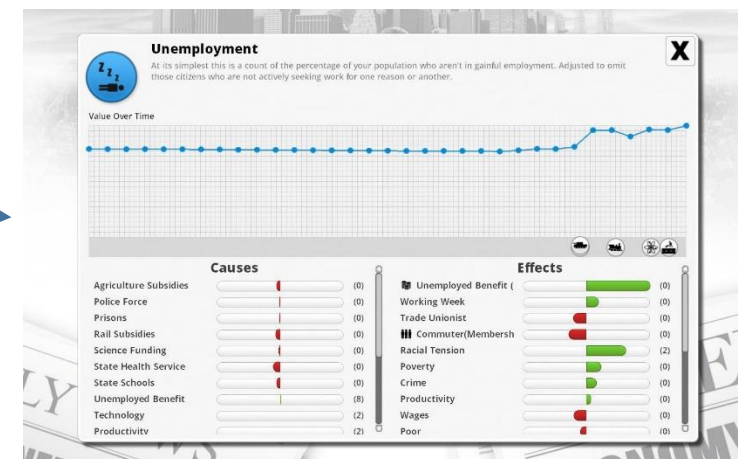 Unemployment
X
At its simplest this is a count of the percentage of your population who aren't in gainful employment. Adjusted to omit
those citizens who are not actively seeking work for one reason or another.
z z z
Value Over Time
Causes
Agriculture Subsidies (0)
Police Force (0)
Prisons (0)
Rail Subsidies (0)
Science Funding (0)
State Health Service (0)
State Schools (0)
Unemployed Benefit (8)
Technology (2)
Productivity (2)
Effects
Unemployed Benefit ( (0)
Working Week (0)
Trade Unionist (0)
Commuter(Membersh (0)
Racial Tension (2)
Poverty (0)
Crime (0)
Productivity (0)
Wages (0)
Poor (0)